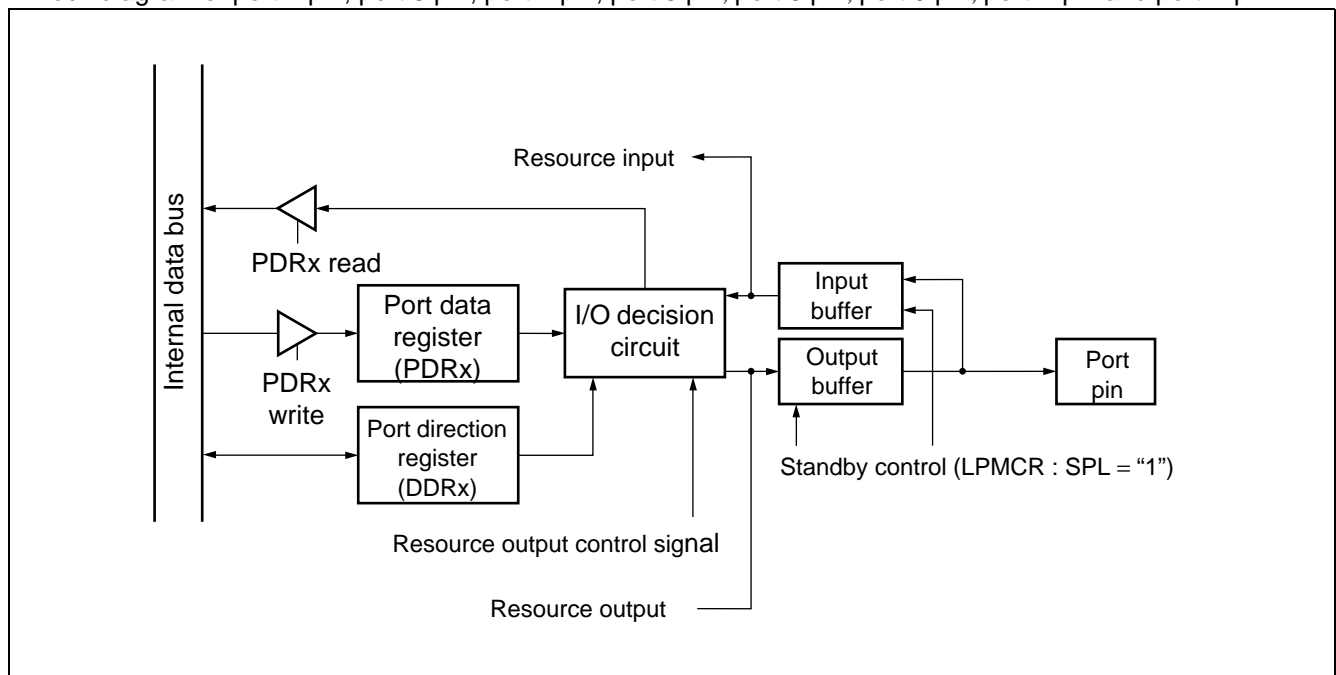 Resource input
Internal data bus
PDRx read
Port data
register
(PDRx)
I/O decision
circuit
Input
buffer
Output
buffer
Port
pin
PDRx
write
Port direction
register
(DDRx)
Standby control (LPMCR : SPL = “1”)
Resource output control signal
Resource output